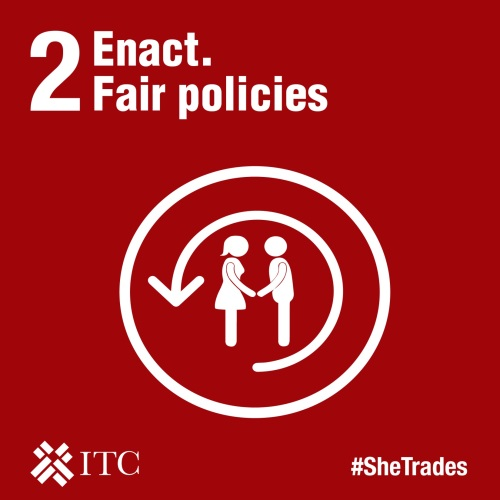 2 Enact.
Fair policies
ITC
#SheTrades